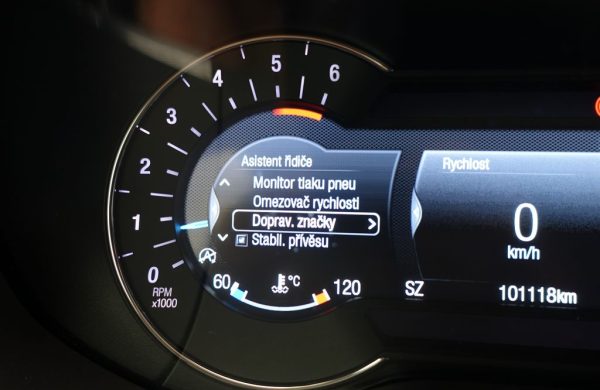 6
5
4
3
2
1
0
RPM
x1000
Asistent řidiče
Monitor tlaku pneu
Omezovač rychlosti
Doprav. značky
Stabil. přívěsu
60
°C
120
Rychlost
0
km/h
SZ
101118km